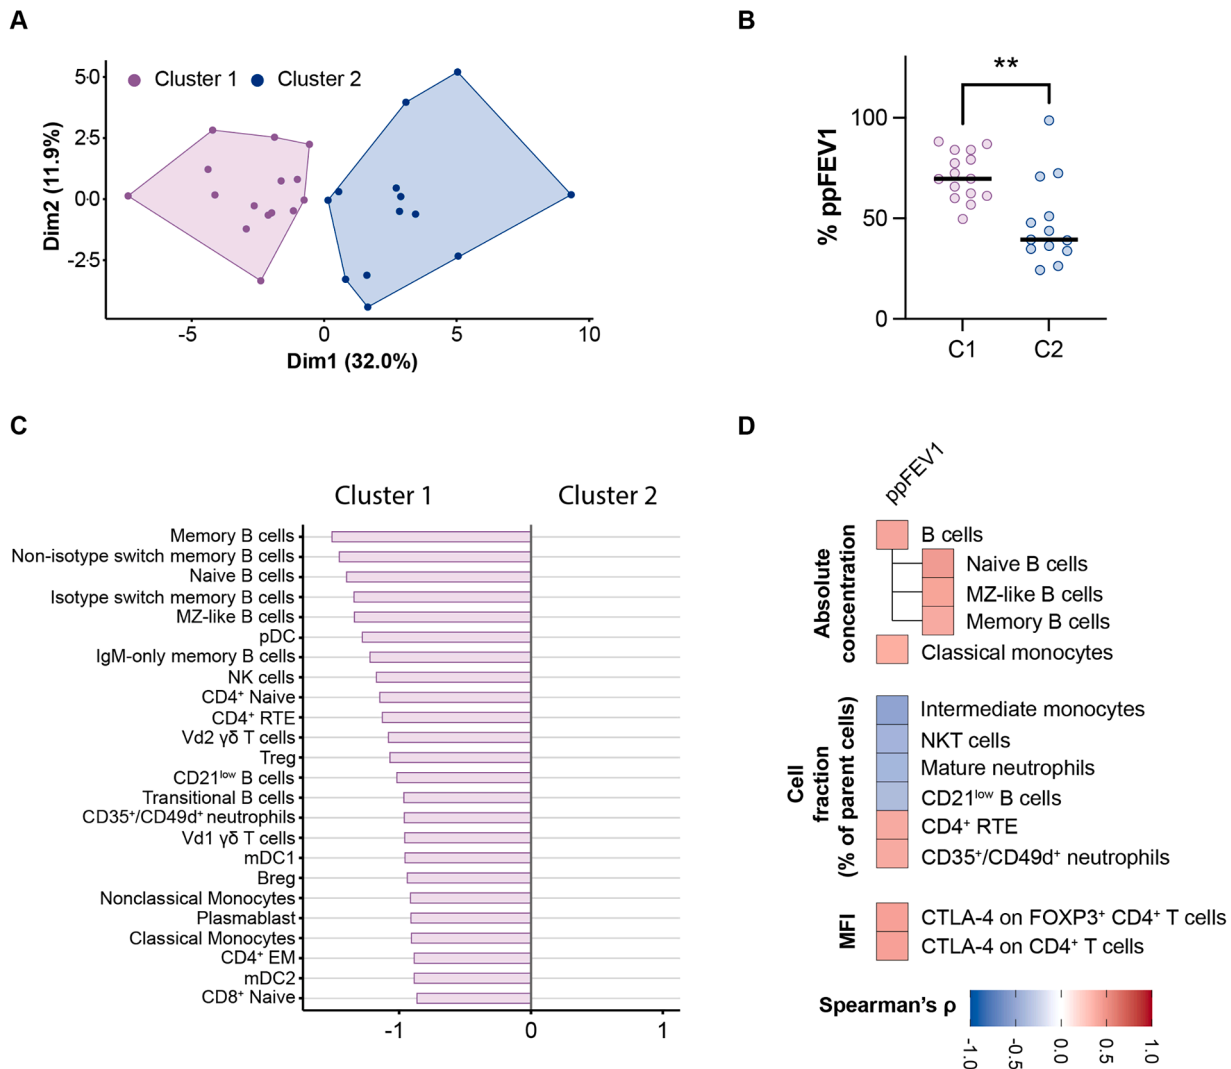 A
Cluster 1
Cluster 2
5.0
2.5
0.0
-2.5
Dim2 (11.9%)
-5
0
5
10
Dim1 (32.0%)
B
**
100
50
0
% ppFEV1
C1
C2
C
Cluster 1
Cluster 2
Memory B cells
Non-isotype switch memory B cells
Naive B cells
Isotype switch memory B cells
MZ-like B cells
pDC
IgM-only memory B cells
NK cells
CD4⁺ Naive
CD4⁺ RTE
Vd2 γδ T cells
Treg
CD21ˡᵒʷ B cells
Transitional B cells
CD35⁺/CD49d⁺ neutrophils
Vd1 γδ T cells
mDC1
Breg
Nonclassical Monocytes
Plasmablast
Classical Monocytes
CD4⁺ EM
mDC2
CD8⁺ Naive
-1
0
1
D
ppFEV1
Absolute
concentration
B cells
Naive B cells
MZ-like B cells
Memory B cells
Classical monocytes
Cell
fraction
(% of parent cells)
Intermediate monocytes
NKT cells
Mature neutrophils
CD21ˡᵒʷ B cells
CD4⁺ RTE
CD35⁺/CD49d⁺ neutrophils
MFI
CTLA-4 on FOXP3⁺ CD4⁺ T cells
CTLA-4 on CD4⁺ T cells
Spearman's ρ
-1.0
-0.5
0.0
0.5
1.0